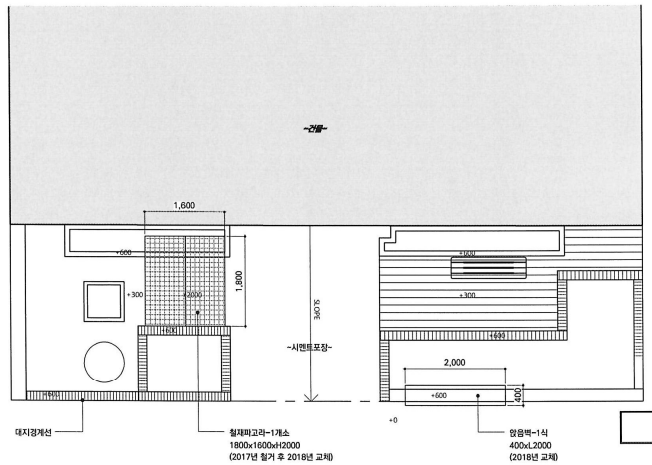 ~건물~
1,600
+600
1,800
+300
+2000
+600
SLOPE
~시멘트포장~
+600
+600
+300
+600
2,000
+600
400
+0
대지경계선
철재파고라-1개소
1800x1600xH2000
(2017년 철거 후 2018년 교체)
앉음벽-1식
400xL2000
(2018년 교체)